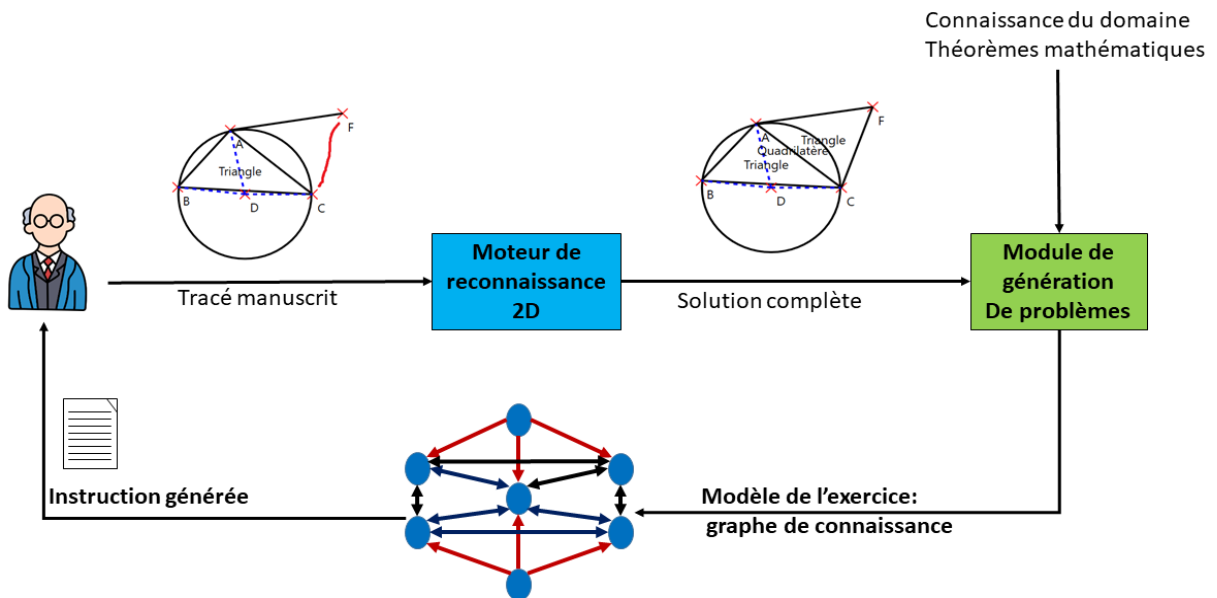 Connaissance du domaine
Théorèmes mathématiques
F
A
Triangle
B
D
C
F
A
Triangle
Quadrilatère
Triangle
B
D
C
Tracé manuscrit
Moteur de
reconnaissance
2D
Solution complète
Module de
génération
De problèmes
Instruction générée
Modèle de l’exercice:
graphe de connaissance